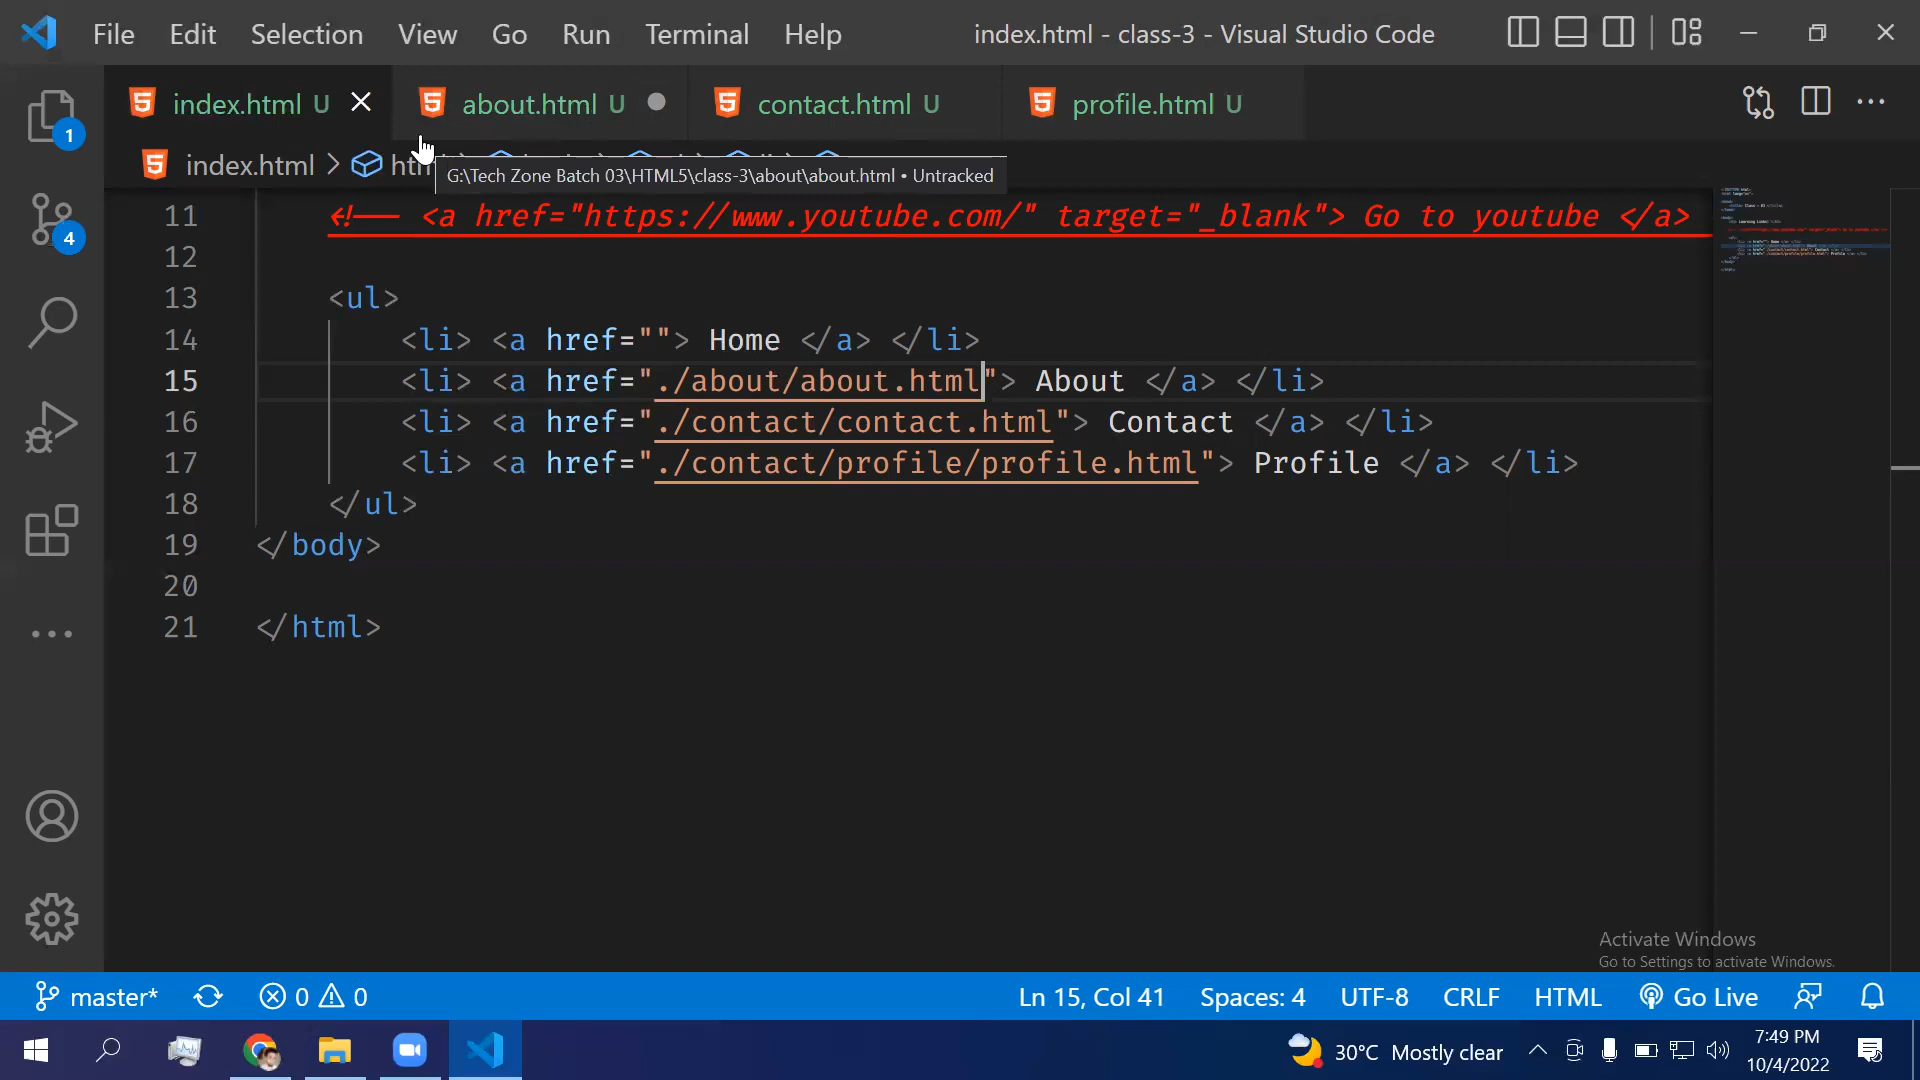 File Edit Selection View Go Run Terminal Help index.html - class-3 - Visual Studio Code
index.html U about.html U contact.html U profile.html U
index.html > htm
G:\Tech Zone Batch 03\HTML5\class-3\about\about.html • Untracked
1
4
11 <!-- <a href="https://www.youtube.com/" target="_blank"> Go to youtube </a>
12
13 <ul>
14 <li> <a href=""> Home </a> </li>
15 <li> <a href="./about/about.html"> About </a> </li>
16 <li> <a href="./contact/contact.html"> Contact </a> </li>
17 <li> <a href="./contact/profile/profile.html"> Profile </a> </li>
18 </ul>
19 </body>
20
21 </html>
Activate Windows
Go to Settings to activate Windows.
master* 0 0 Ln 15, Col 41 Spaces: 4 UTF-8 CRLF HTML Go Live
30°C Mostly clear
7:49 PM
10/4/2022